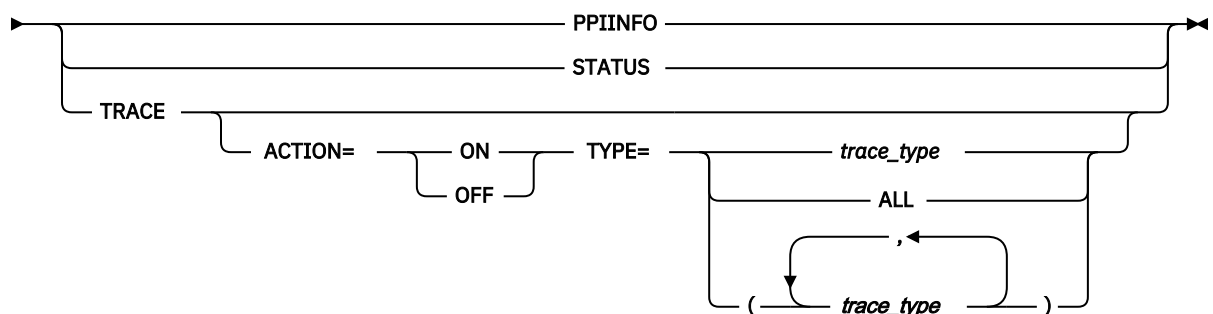 PPIINFO
STATUS
TRACE
ACTION= ON TYPE= trace_type
OFF
ALL
,
( trace_type )